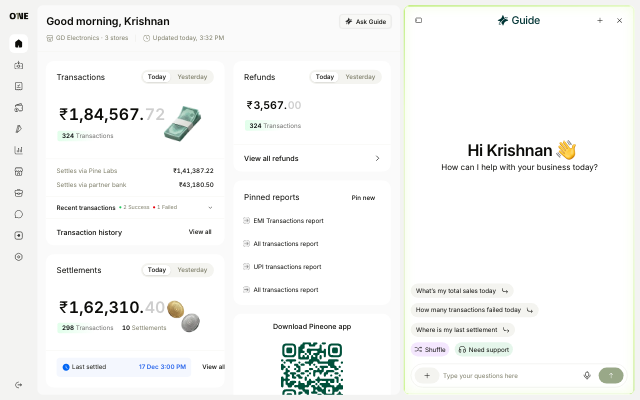 ONE
Good morning, Krishnan
GD Electronics · 3 stores
Updated today, 3:32 PM
Ask Guide
Transactions
Today
Yesterday
₹1,84,567.72
324 Transactions
Settles via Pine Labs
₹1,41,387.22
Settles via partner bank
₹43,180.50
Recent transactions
2 Success
1 Failed
Transaction history
View all
Settlements
Today
Yesterday
₹1,62,310.40
298 Transactions
10 Settlements
Last settled
17 Dec 3:00 PM
View all
Refunds
Today
Yesterday
₹3,567.00
324 Transactions
View all refunds
Pinned reports
Pin new
EMI Transactions report
All transactions report
UPI transactions report
All transactions report
Download Pineone app
Guide
Hi Krishnan
How can I help with your business today?
What's my total sales today
How many transactions failed today
Where is my last settlement
Shuffle
Need support
Type your questions here